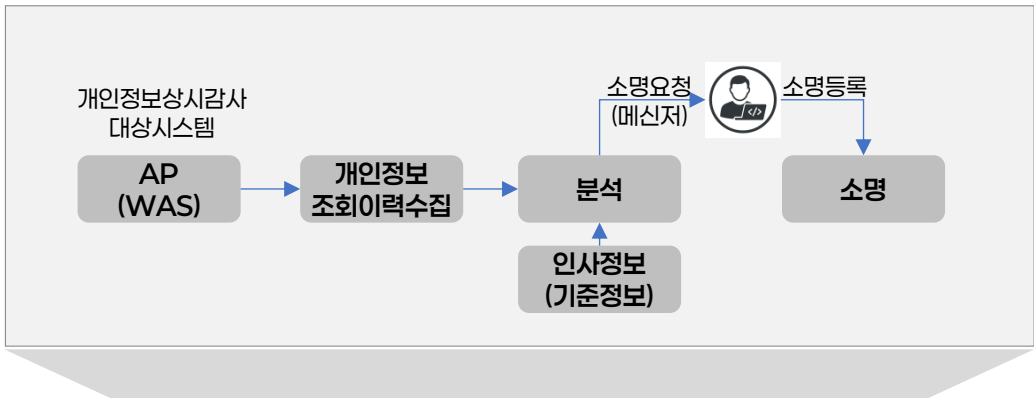 개인정보상시감사
대상시스템
AP
(WAS)
개인정보
조회이력수집
분석
인사정보
(기준정보)
소명요청
(메신저)
</>
소명등록
소명